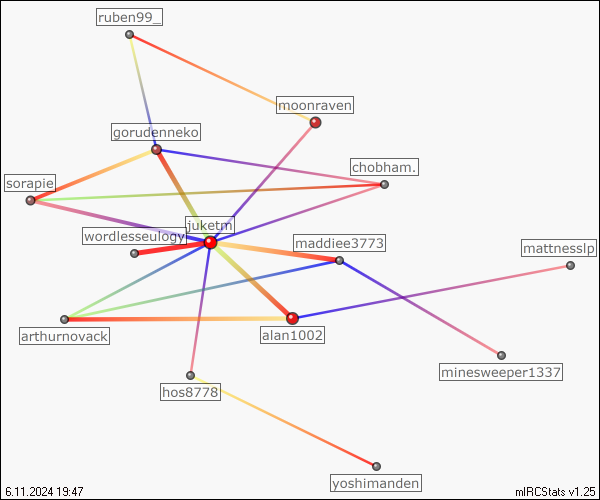 ruben99_
moonraven
gorudenneko
chobham.
sorapie
juketm
wordlesseulogy
maddiee3773
mattnesslp
arthurnovack
alan1002
minesweeper1337
hos8778
yoshimanden
6.11.2024 19:47
mIRCStats v1.25